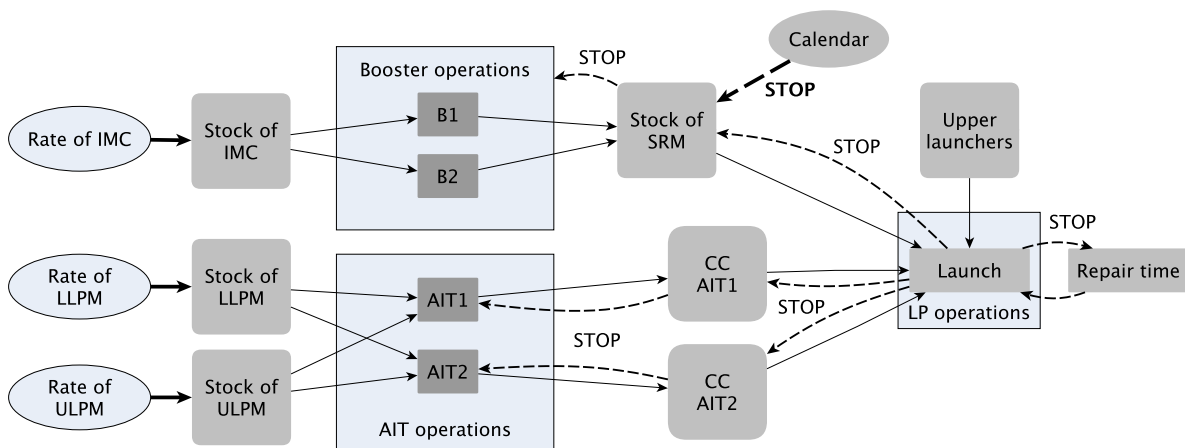 Calendar
STOP
STOP
Booster operations
B1
B2
Rate of IMC
Stock of
IMC
Stock of
SRM
Upper
launchers
STOP
STOP
Rate of
LLPM
Stock of
LLPM
AIT1
CC
AIT1
Launch
LP operations
Repair time
STOP
STOP
AIT2
CC
AIT2
Rate of
ULPM
Stock of
ULPM
AIT operations